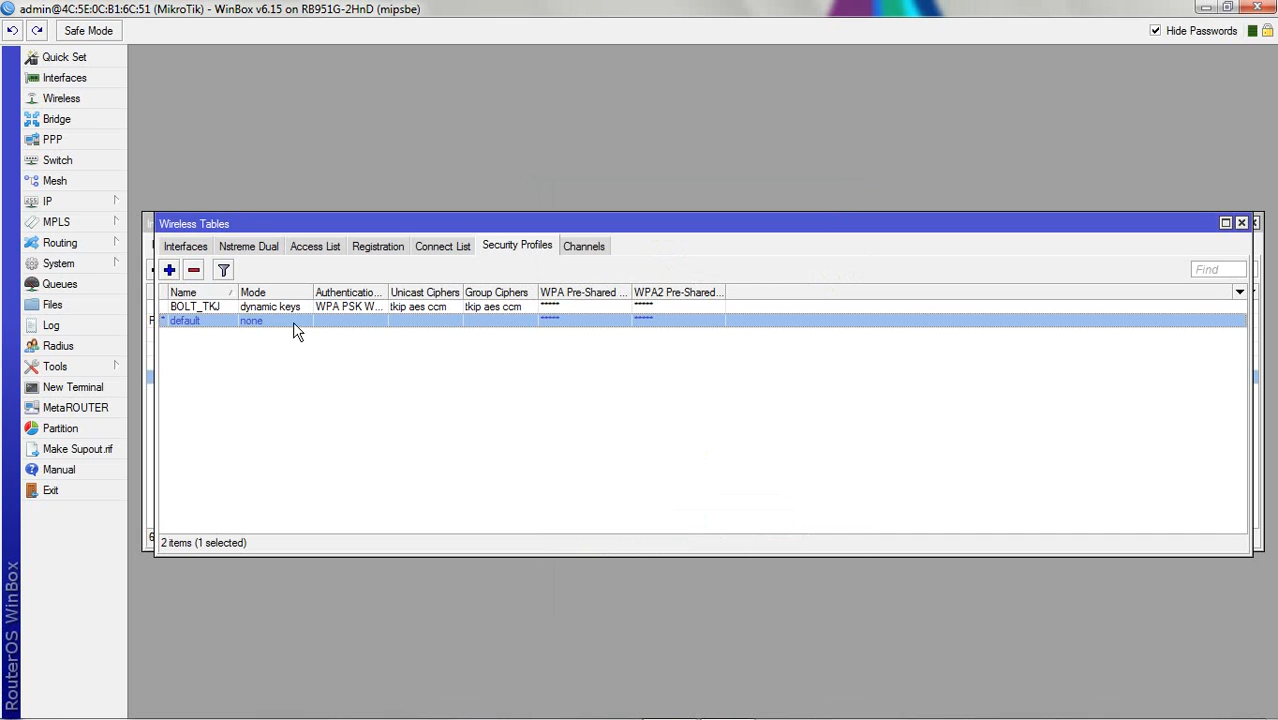 admin@4C:5E:0C:B1:6C:51 (MikroTik) - WinBox v6.15 on RB951G-2HnD (mipsbe)
Safe Mode
Hide Passwords
Quick Set
Interfaces
Wireless
Bridge
PPP
Switch
Mesh
IP
MPLS
Routing
System
Queues
Files
Log
Radius
Tools
New Terminal
MetaROUTER
Partition
Make Supout.rif
Manual
Exit
RouterOS WinBox
Wireless Tables
Interfaces Nstreme Dual Access List Registration Connect List Security Profiles Channels
Find
Name / Mode Authenticatio... Unicast Ciphers Group Ciphers WPA Pre-Shared ... WPA2 Pre-Shared...
BOLT_TKJ dynamic keys WPA PSK W... tkip aes ccm tkip aes ccm ***** *****
* default none ***** *****
2 items (1 selected)